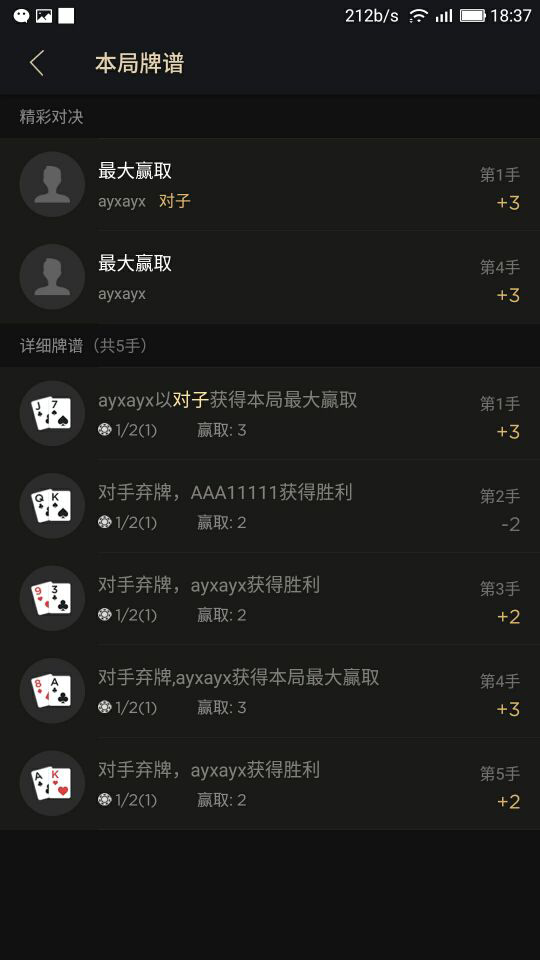 212b/s 18:37
本局牌谱
精彩对决
最大赢取 第1手
ayxayx 对子 +3
最大赢取 第4手
ayxayx +3
详细牌谱（共5手）
J 7 ayxayx以对子获得本局最大赢取 第1手
1/2(1) 赢取: 3 +3
Q K 对手弃牌，AAA11111获得胜利 第2手
1/2(1) 赢取: 2 -2
9 3 对手弃牌，ayxayx获得胜利 第3手
1/2(1) 赢取: 2 +2
8 A 对手弃牌,ayxayx获得本局最大赢取 第4手
1/2(1) 赢取: 3 +3
A K 对手弃牌，ayxayx获得胜利 第5手
1/2(1) 赢取: 2 +2